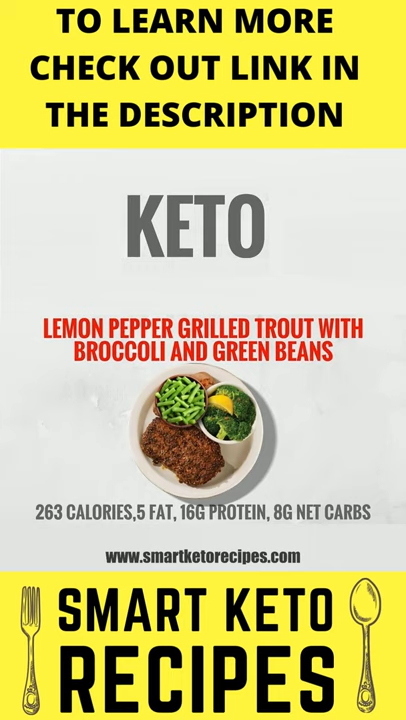 TO LEARN MORE
CHECK OUT LINK IN
THE DESCRIPTION
KETO
LEMON PEPPER GRILLED TROUT WITH
BROCCOLI AND GREEN BEANS
263 CALORIES,5 FAT, 16G PROTEIN, 8G NET CARBS
www.smartketorecipes.com
SMART KETO
RECIPES